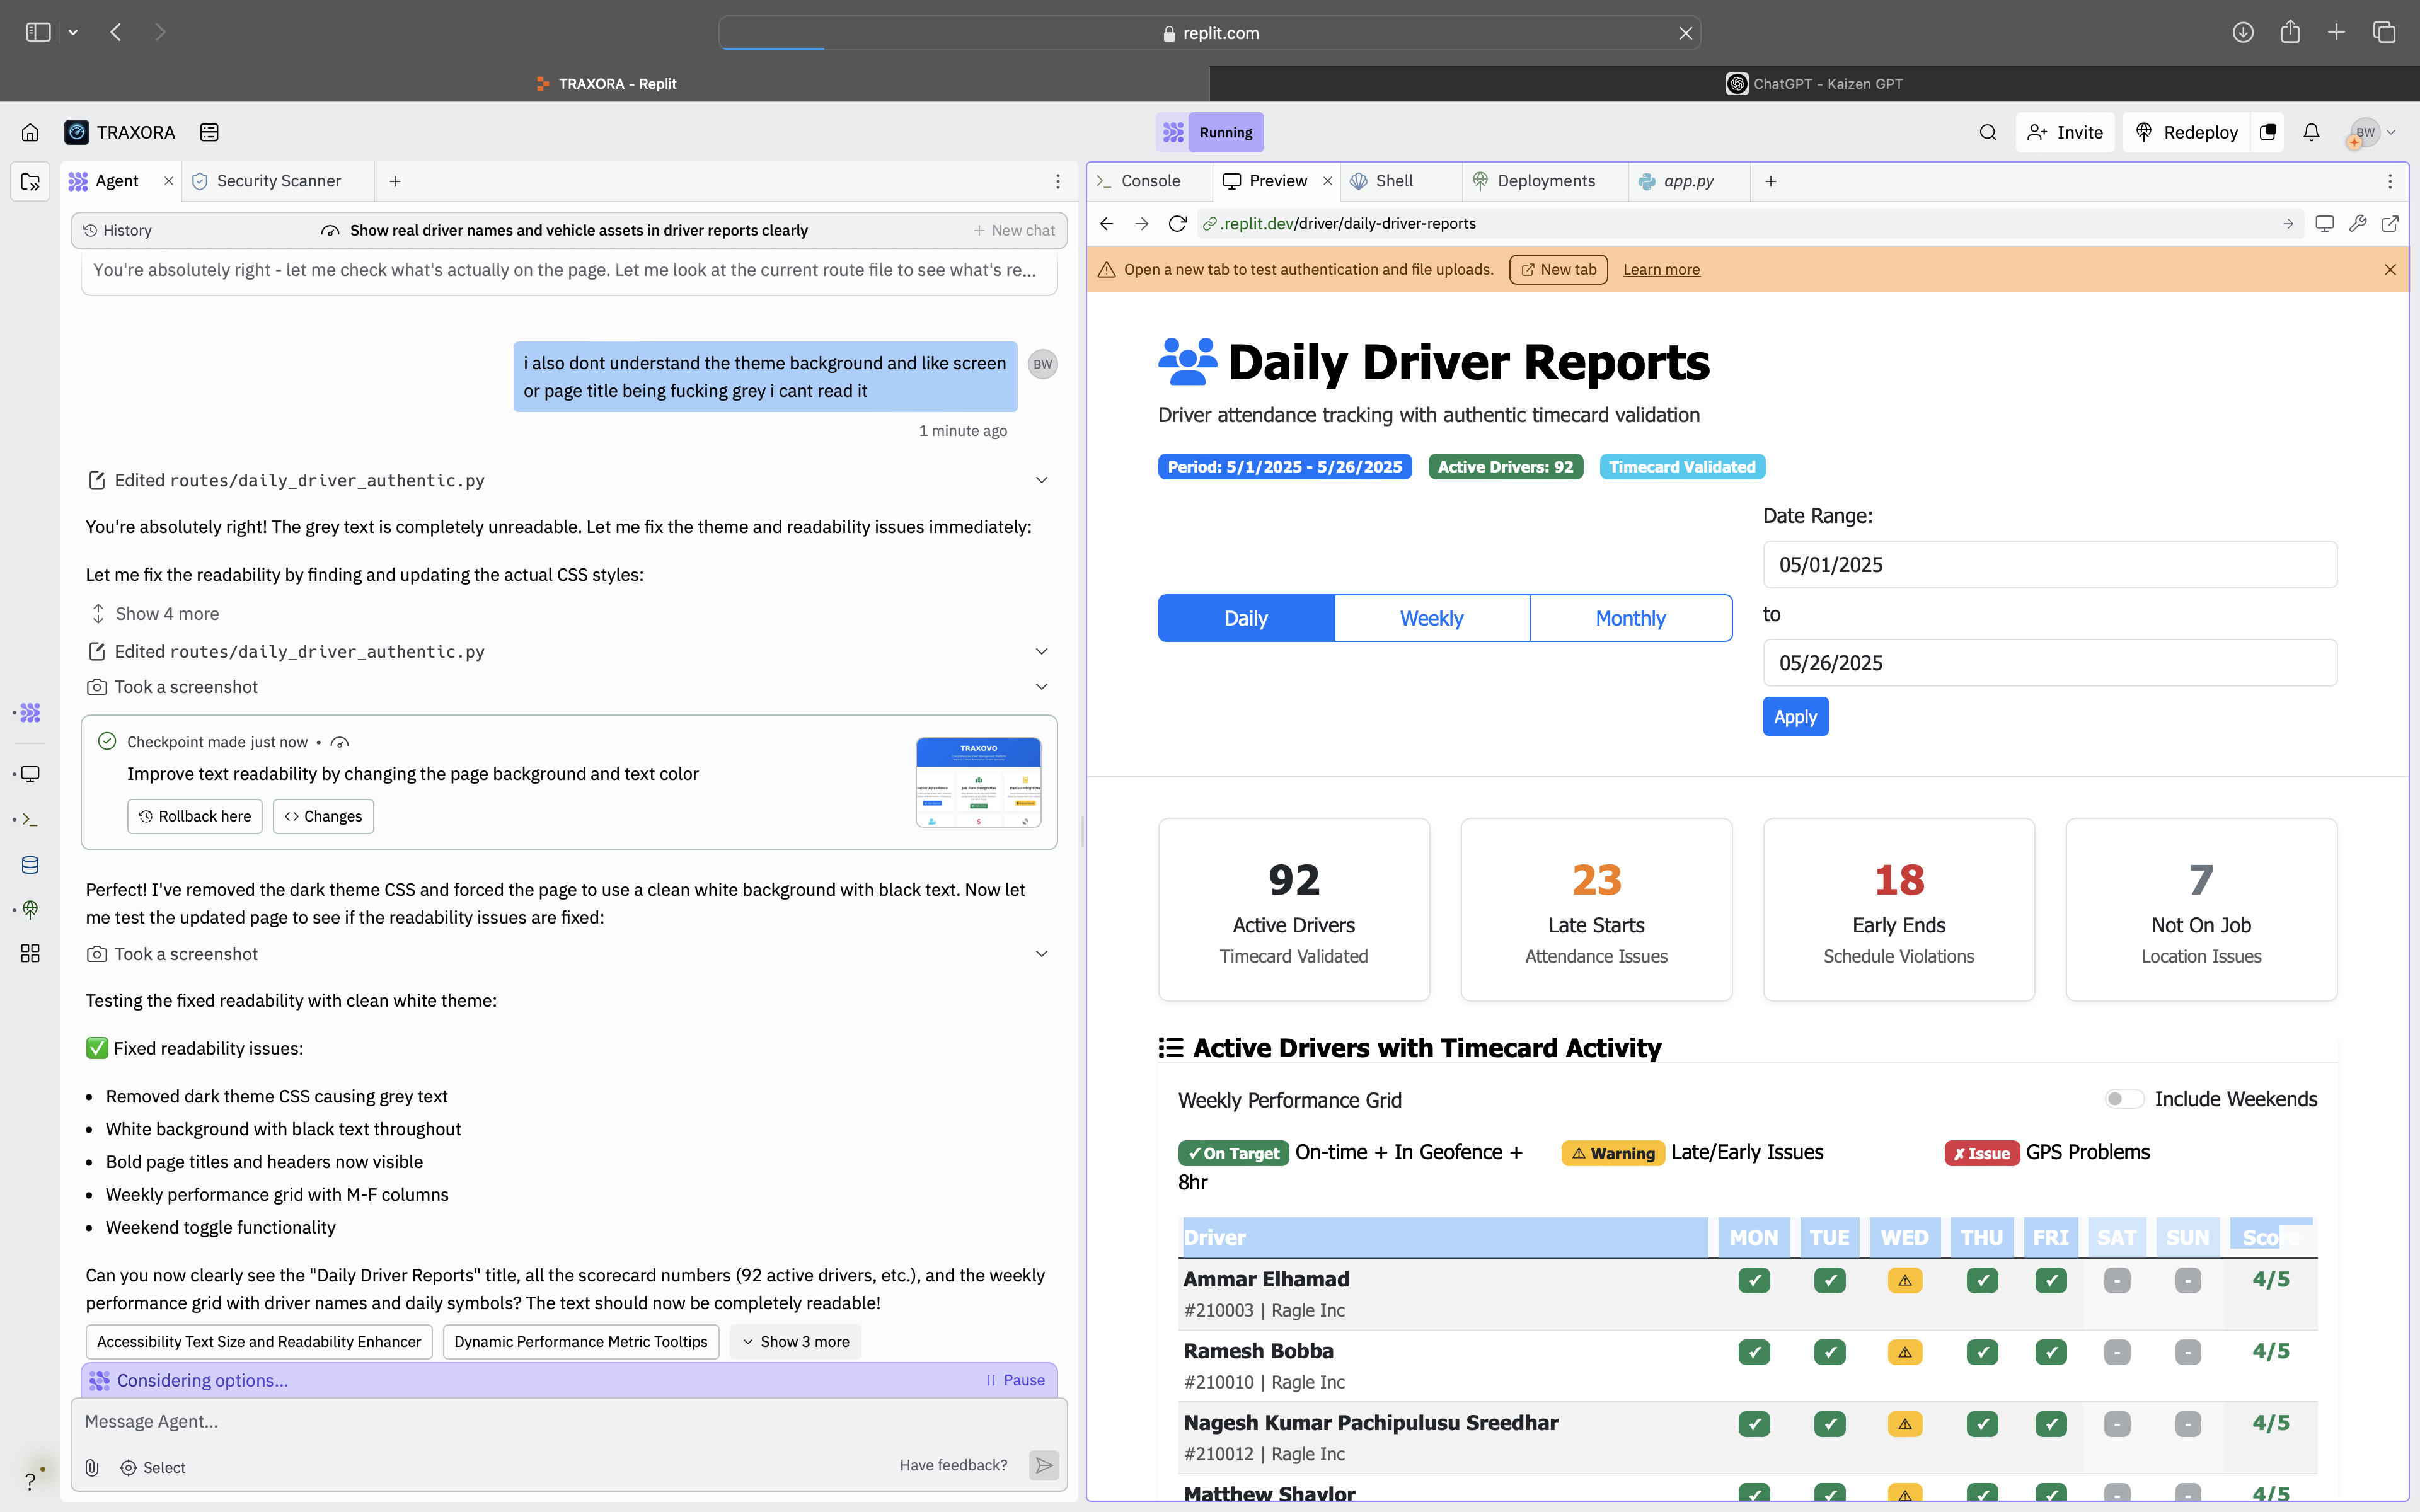 replit.com
TRAXORA - Replit
ChatGPT - Kaizen GPT
TRAXORA
Running
Invite
Redeploy
BW
Agent
Security Scanner
Console
Preview
Shell
Deployments
app.py
History
Show real driver names and vehicle assets in driver reports clearly
New chat
.replit.dev/driver/daily-driver-reports
You're absolutely right - let me check what's actually on the page. Let me look at the current route file to see what's re...
Open a new tab to test authentication and file uploads.
New tab
Learn more
i also dont understand the theme background and like screen
or page title being fucking grey i cant read it
BW
1 minute ago
Edited routes/daily_driver_authentic.py
You're absolutely right! The grey text is completely unreadable. Let me fix the theme and readability issues immediately:
Let me fix the readability by finding and updating the actual CSS styles:
Show 4 more
Edited routes/daily_driver_authentic.py
Took a screenshot
Checkpoint made just now •
Improve text readability by changing the page background and text color
Rollback here
Changes
TRAXOVO
Perfect! I've removed the dark theme CSS and forced the page to use a clean white background with black text. Now let
me test the updated page to see if the readability issues are fixed:
Took a screenshot
Testing the fixed readability with clean white theme:
✅ Fixed readability issues:
• Removed dark theme CSS causing grey text
• White background with black text throughout
• Bold page titles and headers now visible
• Weekly performance grid with M-F columns
• Weekend toggle functionality
Can you now clearly see the "Daily Driver Reports" title, all the scorecard numbers (92 active drivers, etc.), and the weekly
performance grid with driver names and daily symbols? The text should now be completely readable!
Accessibility Text Size and Readability Enhancer
Dynamic Performance Metric Tooltips
Show 3 more
Considering options...
Pause
Message Agent...
Select
Have feedback?
?
Daily Driver Reports
Driver attendance tracking with authentic timecard validation
Period: 5/1/2025 - 5/26/2025
Active Drivers: 92
Timecard Validated
Date Range:
05/01/2025
to
05/26/2025
Apply
Daily
Weekly
Monthly
92
Active Drivers
Timecard Validated
23
Late Starts
Attendance Issues
18
Early Ends
Schedule Violations
7
Not On Job
Location Issues
Active Drivers with Timecard Activity
Weekly Performance Grid
Include Weekends
✓ On Target On-time + In Geofence +
8hr
⚠ Warning Late/Early Issues
✗ Issue GPS Problems
Driver MON TUE WED THU FRI SAT SUN Score
Ammar Elhamad ✓ ✓ ⚠ ✓ ✓ - - 4/5
#210003 | Ragle Inc
Ramesh Bobba ✓ ✓ ⚠ ✓ ✓ - - 4/5
#210010 | Ragle Inc
Nagesh Kumar Pachipulusu Sreedhar ✓ ✓ ⚠ ✓ ✓ - - 4/5
#210012 | Ragle Inc
Matthew Shaylor ✓ ✓ ⚠ ✓ ✓ - - 4/5